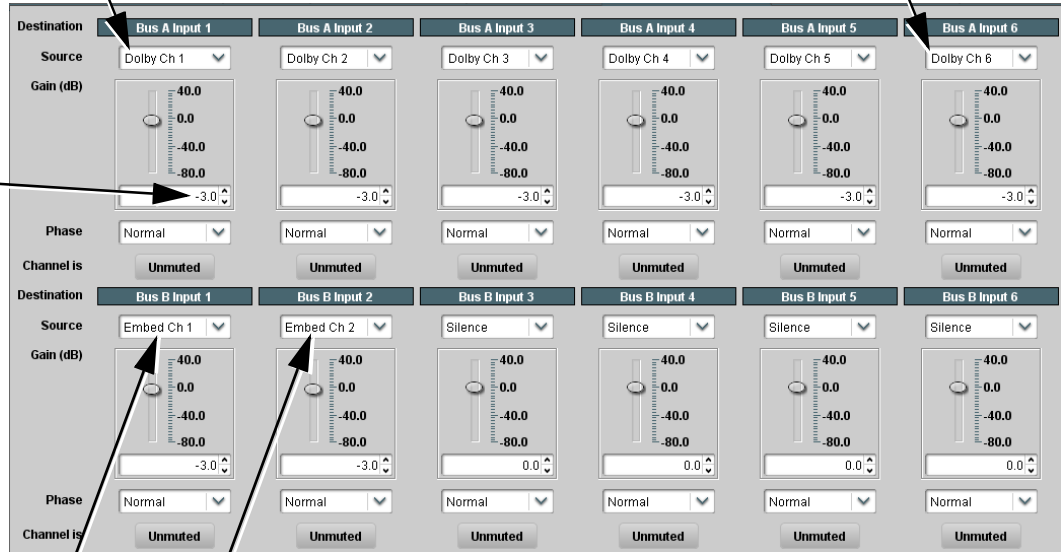 Destination Bus A Input 1 Bus A Input 2 Bus A Input 3 Bus A Input 4 Bus A Input 5 Bus A Input 6
Source Dolby Ch 1 Dolby Ch 2 Dolby Ch 3 Dolby Ch 4 Dolby Ch 5 Dolby Ch 6
Gain (dB) 40.0 40.0 40.0 40.0 40.0 40.0
0.0 0.0 0.0 0.0 0.0 0.0
-40.0 -40.0 -40.0 -40.0 -40.0 -40.0
-80.0 -80.0 -80.0 -80.0 -80.0 -80.0
-3.0 -3.0 -3.0 -3.0 -3.0 -3.0
Phase Normal Normal Normal Normal Normal Normal
Channel is Unmuted Unmuted Unmuted Unmuted Unmuted Unmuted
Destination Bus B Input 1 Bus B Input 2 Bus B Input 3 Bus B Input 4 Bus B Input 5 Bus B Input 6
Source Embed Ch 1 Embed Ch 2 Silence Silence Silence Silence
Gain (dB) 40.0 40.0 40.0 40.0 40.0 40.0
0.0 0.0 0.0 0.0 0.0 0.0
-40.0 -40.0 -40.0 -40.0 -40.0 -40.0
-80.0 -80.0 -80.0 -80.0 -80.0 -80.0
-3.0 -3.0 0.0 0.0 0.0 0.0
Phase Normal Normal Normal Normal Normal Normal
Channel is Unmuted Unmuted Unmuted Unmuted Unmuted Unmuted